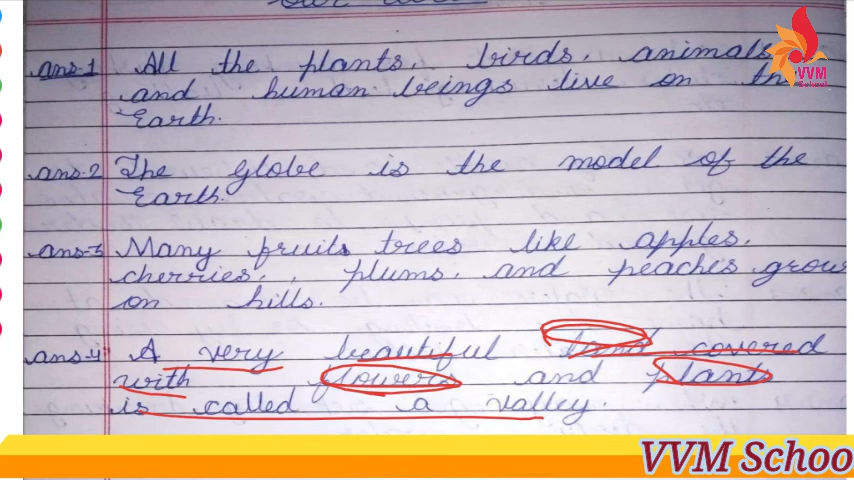 ans-1 All the plants, birds, animals
and human beings live on the
Earth.
ans-2 The globe is the model of the
Earth.
ans-3 Many fruits trees like apples,
cherries, plums, and peaches grow
on hills.
ans-4 A very beautiful land covered
with flowers and plants
is called a valley.
VVM
School
VVM Schoo